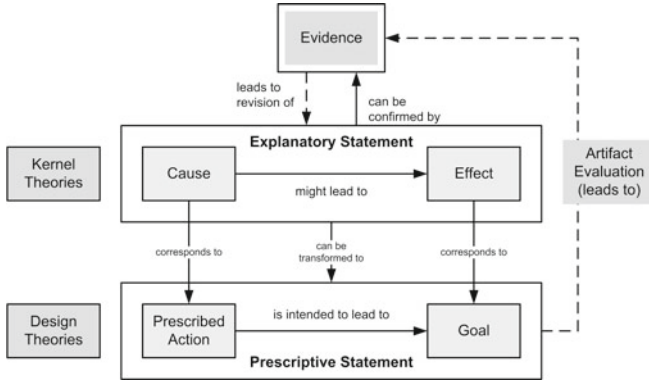 Evidence
leads to
revision of
can be
confirmed by
Explanatory Statement
Kernel
Theories
Cause
might lead to
Effect
Artifact
Evaluation
(leads to)
corresponds to
can be
transformed to
corresponds to
Design
Theories
Prescribed
Action
is intended to lead to
Goal
Prescriptive Statement